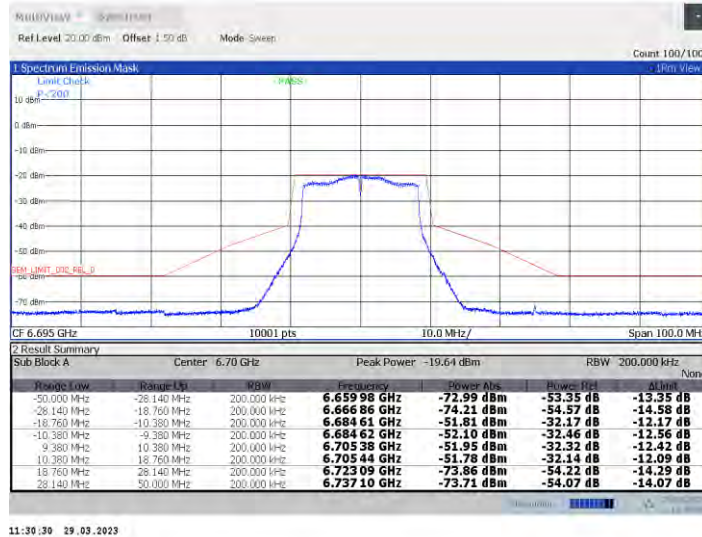 MultiView Spectrum
Ref Level 20.00 dBm Offset 1.50 dB Mode Sweep
Count 100/100
1 Spectrum Emission Mask 1Rm View
Limit Check PASS
P<200
10 dBm
0 dBm
-10 dBm
-20 dBm
-30 dBm
-40 dBm
-50 dBm
-60 dBm
-70 dBm
CF 6.695 GHz 10001 pts 10.0 MHz/ Span 100.0 MH
2 Result Summary
Sub Block A Center 6.70 GHz Peak Power -19.64 dBm RBW 200.000 kHz
Non
Range Low Range Up RBW Frequency Power Abs Power Rel ΔLimit
-50.000 MHz -28.140 MHz 200.000 kHz 6.659 98 GHz -72.99 dBm -53.35 dB -13.35 dB
-28.140 MHz -18.760 MHz 200.000 kHz 6.666 86 GHz -74.21 dBm -54.57 dB -14.58 dB
-18.760 MHz -10.380 MHz 200.000 kHz 6.684 61 GHz -51.81 dBm -32.17 dB -12.17 dB
-10.380 MHz -9.380 MHz 200.000 kHz 6.684 62 GHz -52.10 dBm -32.46 dB -12.56 dB
9.380 MHz 10.380 MHz 200.000 kHz 6.705 38 GHz -51.95 dBm -32.32 dB -12.42 dB
10.380 MHz 18.760 MHz 200.000 kHz 6.705 44 GHz -51.78 dBm -32.14 dB -12.09 dB
18.760 MHz 28.140 MHz 200.000 kHz 6.723 09 GHz -73.86 dBm -54.22 dB -14.29 dB
28.140 MHz 50.000 MHz 200.000 kHz 6.737 10 GHz -73.71 dBm -54.07 dB -14.07 dB
11:30:30 29.03.2023